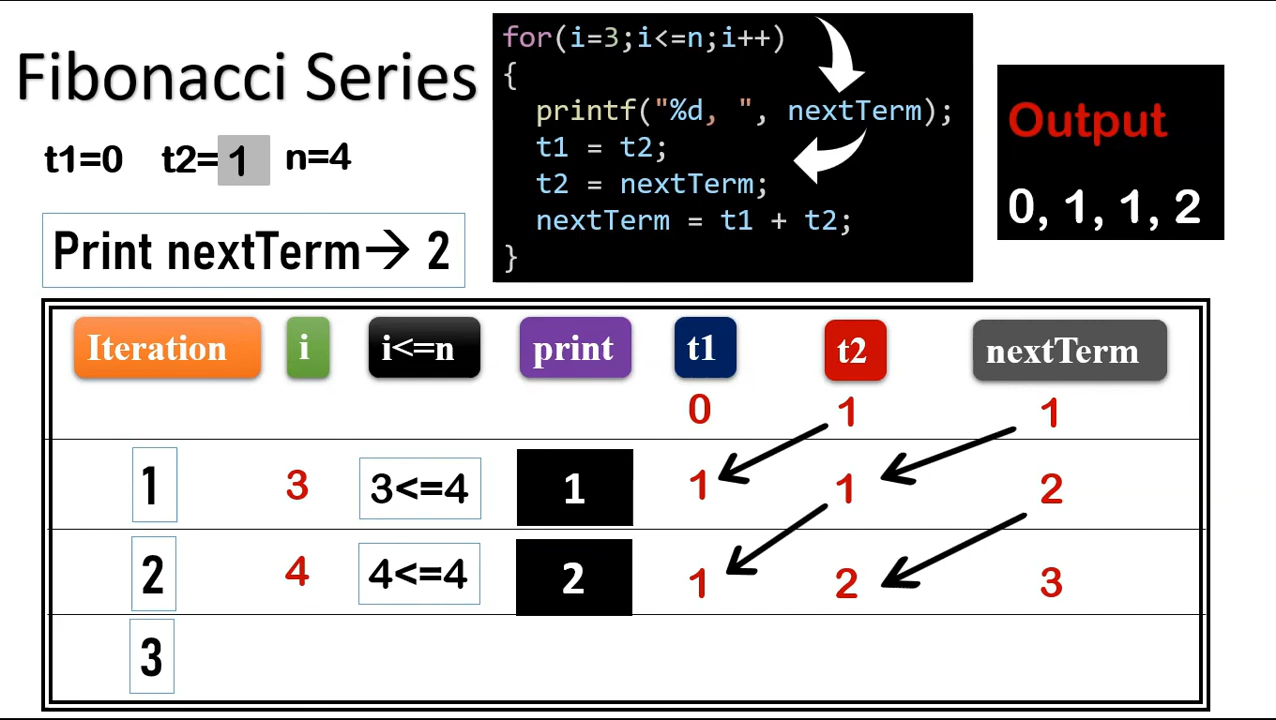 Fibonacci Series
t1=0 t2= 1 n=4
Print nextTerm→ 2
for(i=3;i<=n;i++)
{
printf("%d, ", nextTerm);
t1 = t2;
t2 = nextTerm;
nextTerm = t1 + t2;
}
Output
0, 1, 1, 2
Iteration i i<=n print t1 t2 nextTerm
0 1 1
1 3 3<=4 1 1 1 2
2 4 4<=4 2 1 2 3
3